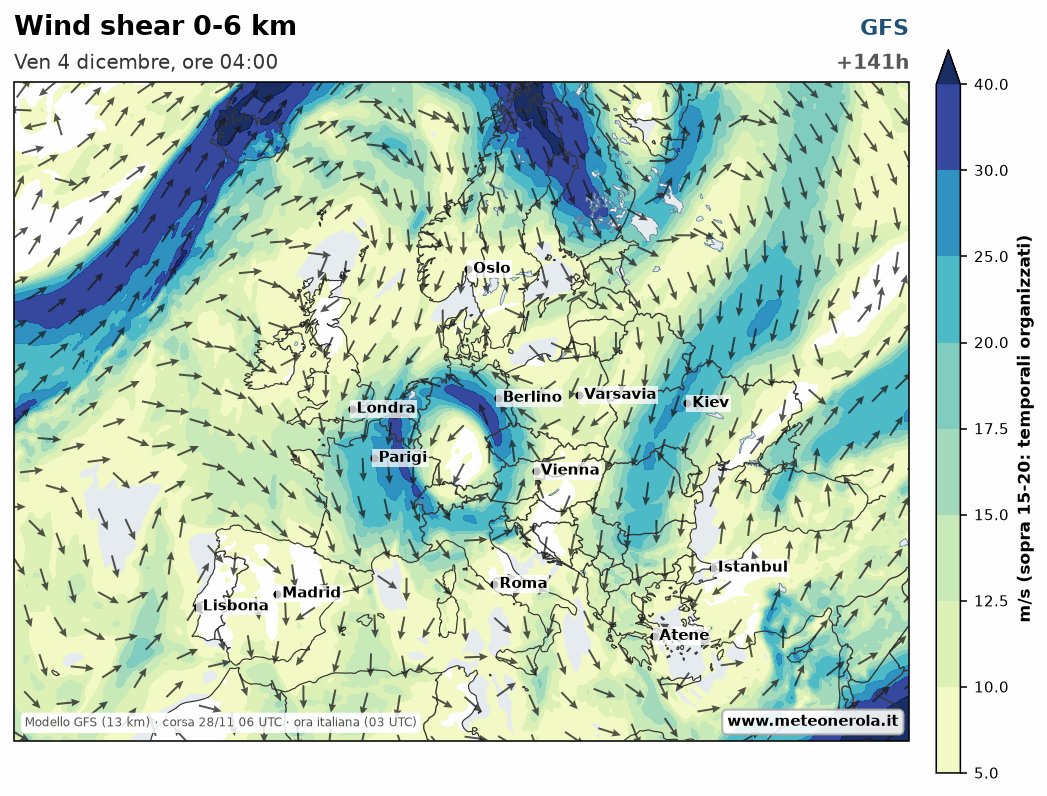 Wind shear 0-6 km
GFS
Ven 4 dicembre, ore 04:00
+141h
40.0
30.0
25.0
20.0
17.5
15.0
12.5
10.0
5.0
m/s (sopra 15-20: temporali organizzati)
Oslo
Berlino
Varsavia
Kiev
Londra
Parigi
Vienna
Istanbul
Roma
Madrid
Lisbona
Atene
Modello GFS (13 km) · corsa 28/11 06 UTC · ora italiana (03 UTC)
www.meteonerola.it